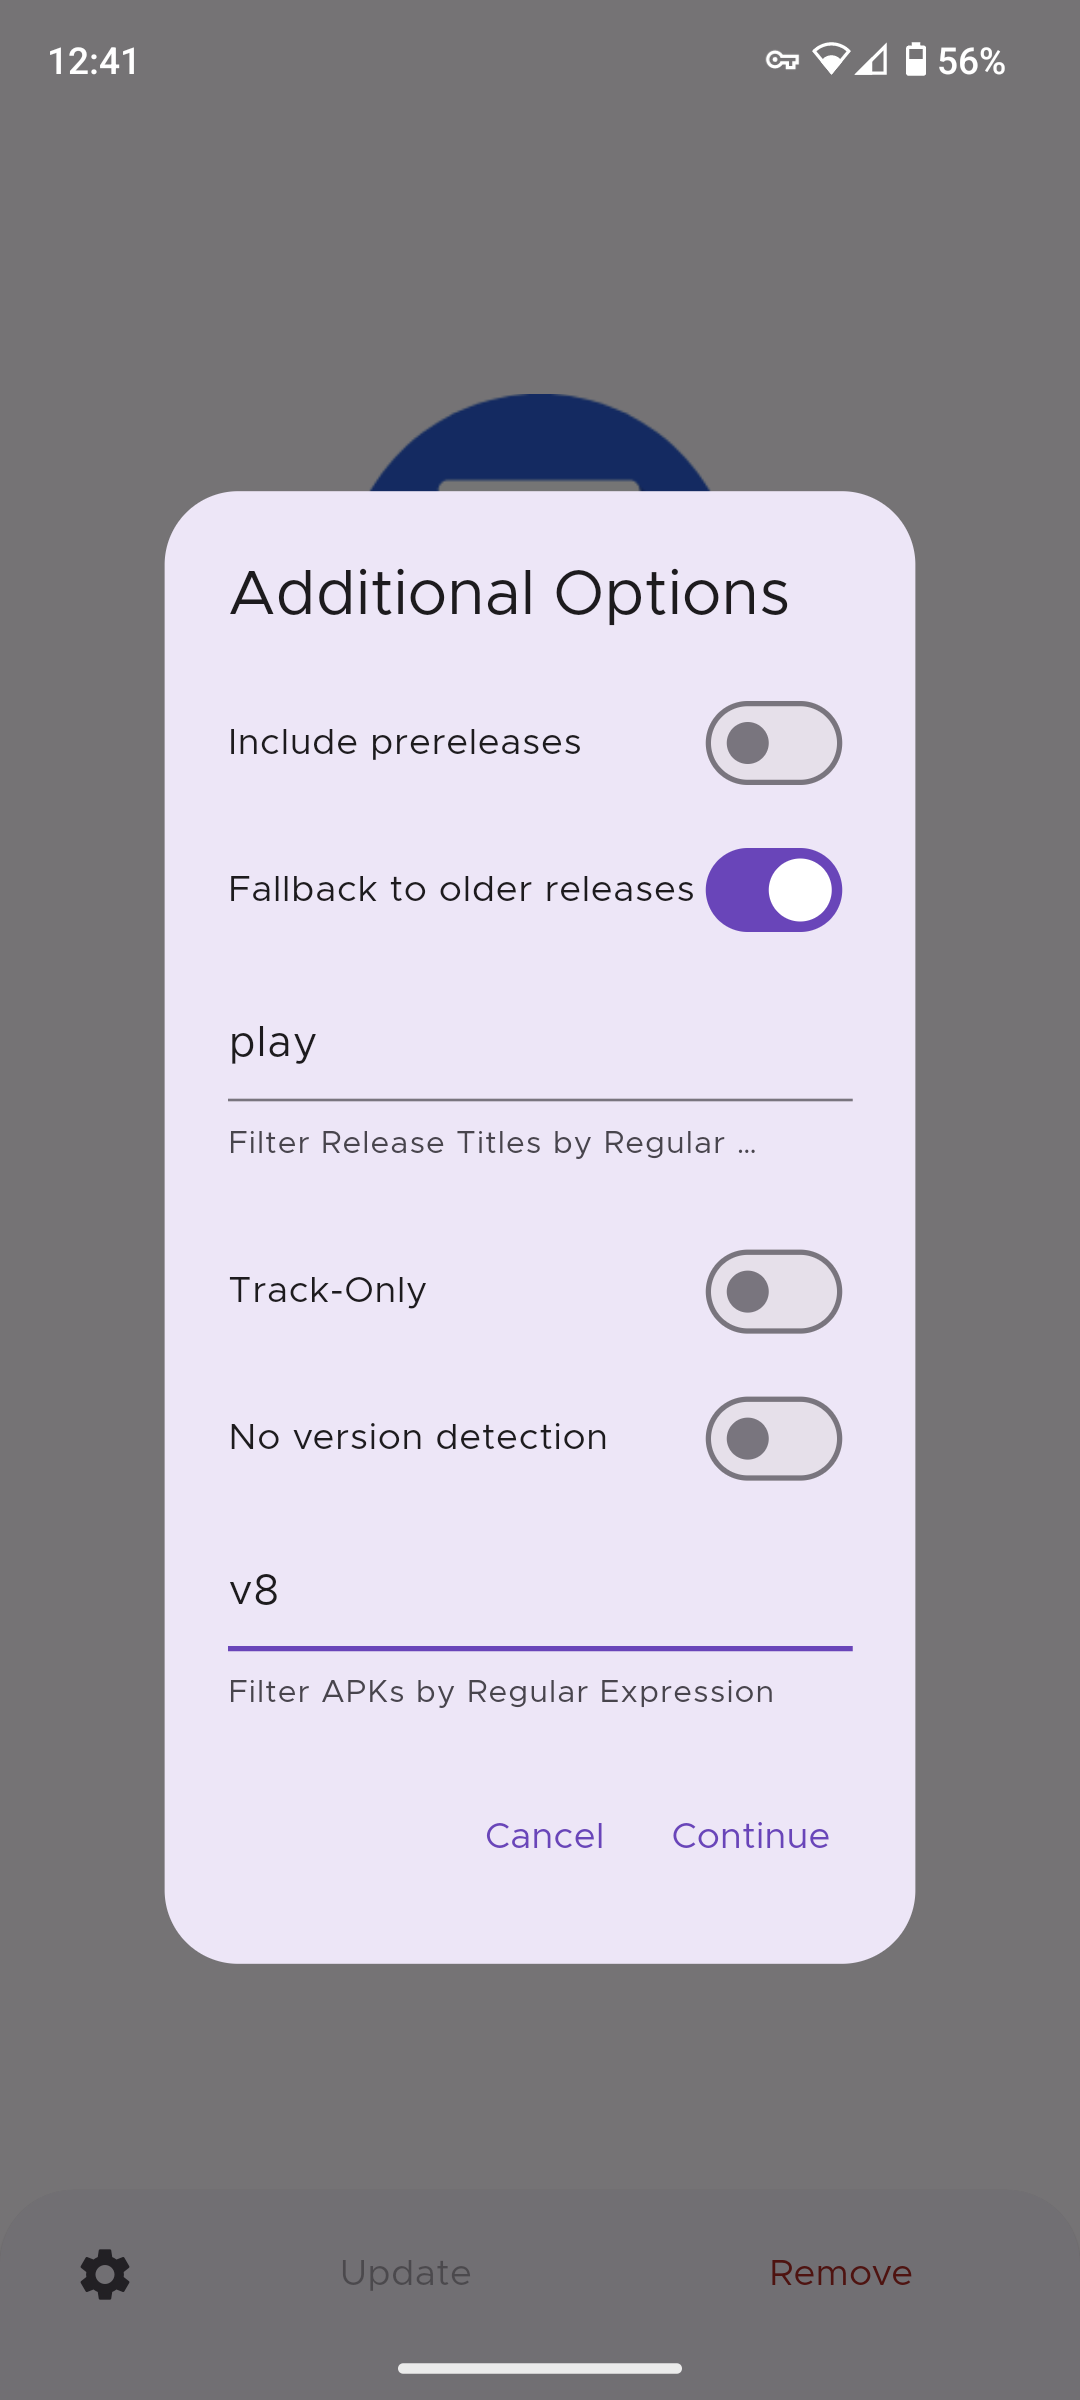 12:41
56%
Additional Options
Include prereleases
Fallback to older releases
play
Filter Release Titles by Regular ...
Track-Only
No version detection
v8
Filter APKs by Regular Expression
Cancel
Continue
Update
Remove